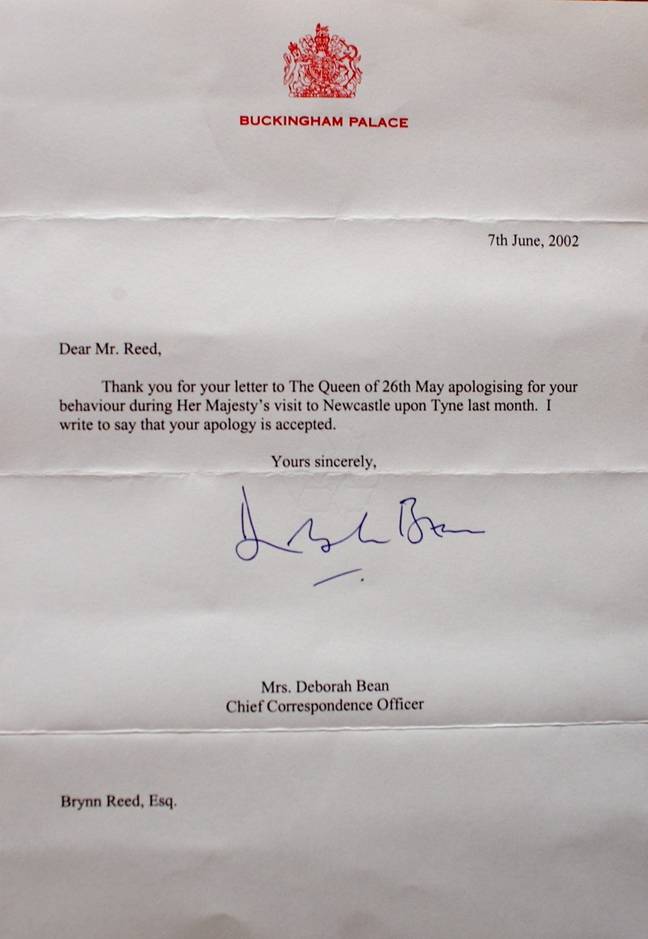 BUCKINGHAM PALACE
7th June, 2002
Dear Mr. Reed,
Thank you for your letter to The Queen of 26th May apologising for your
behaviour during Her Majesty's visit to Newcastle upon Tyne last month. I
write to say that your apology is accepted.
Yours sincerely,
Deborah Bean
Mrs. Deborah Bean
Chief Correspondence Officer
Brynn Reed, Esq.